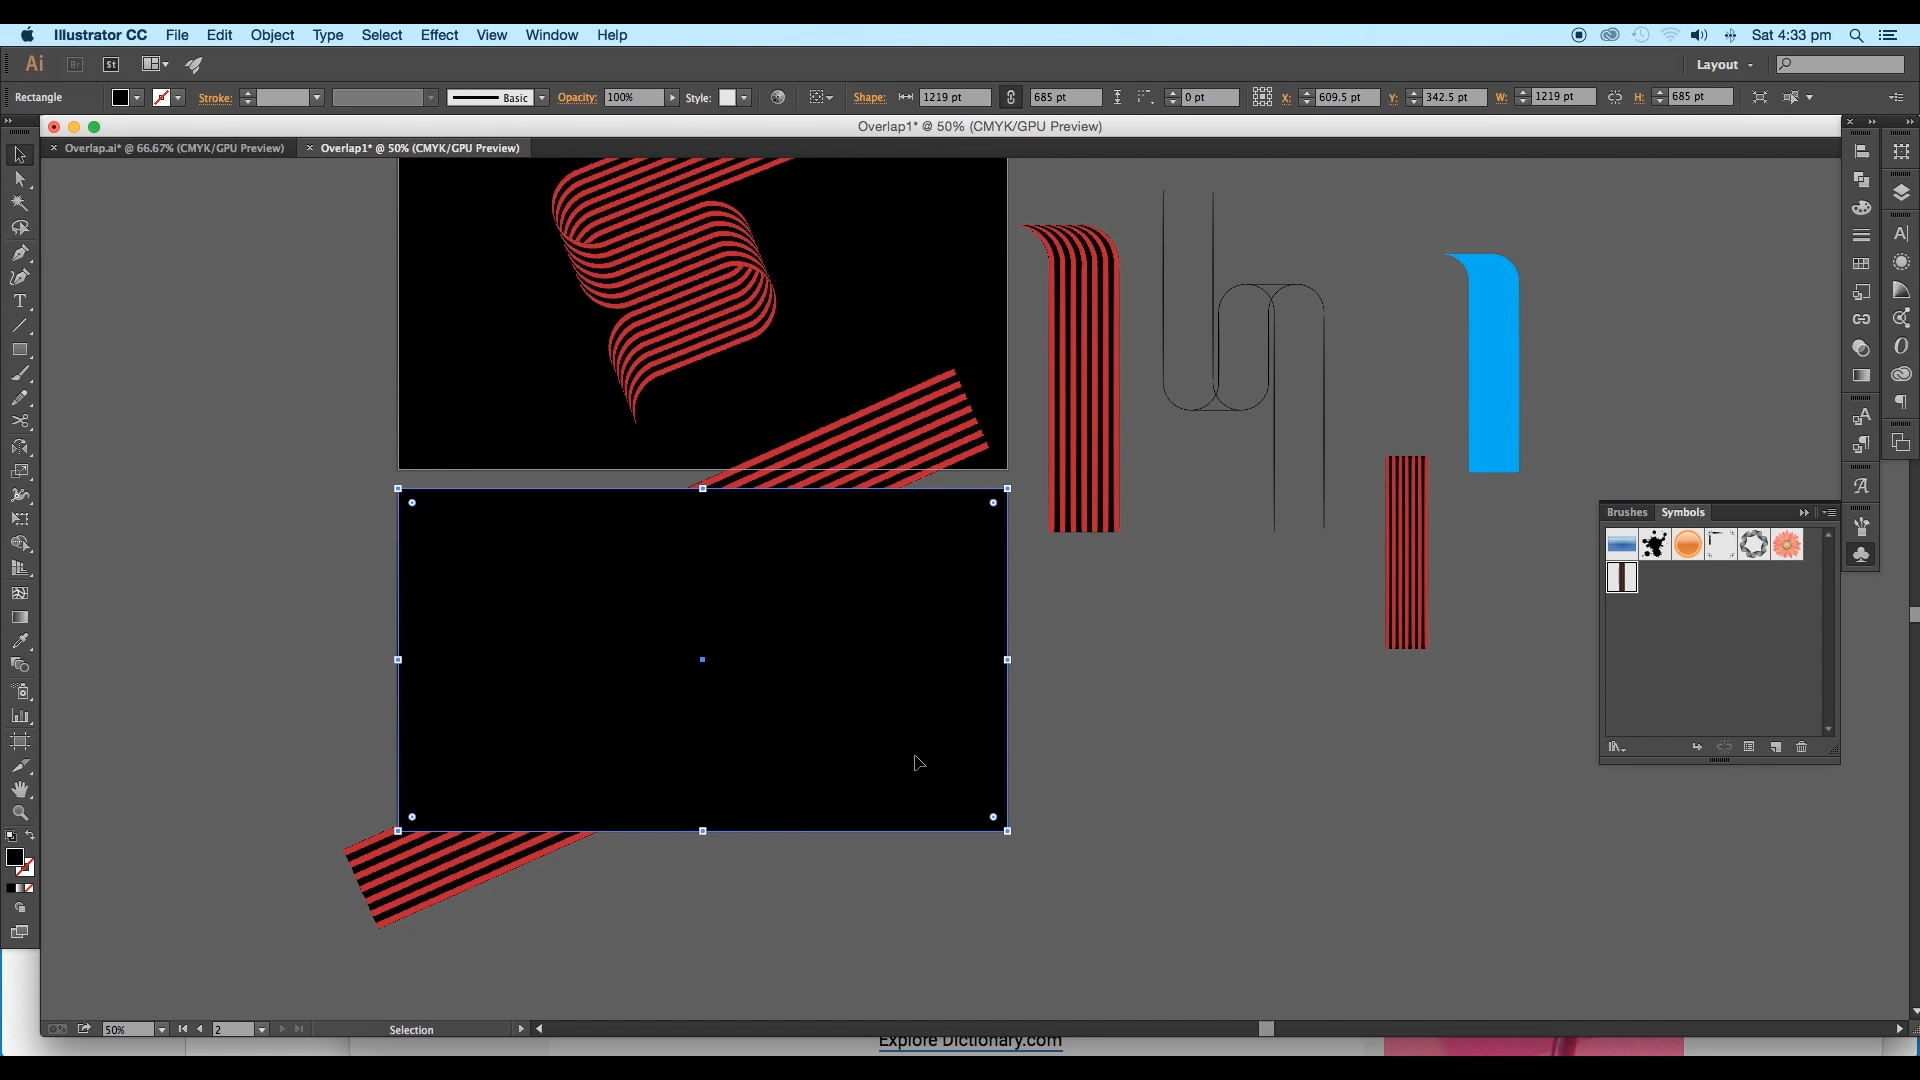 Illustrator CC File Edit Object Type Select Effect View Window Help Sat 4:33 pm
Ai Br St Layout
Rectangle Stroke: Basic Opacity: 100% Style: Shape: 1219 pt 685 pt 0 pt X: 609.5 pt Y: 342.5 pt W: 1219 pt H: 685 pt
Overlap1* @ 50% (CMYK/GPU Preview)
× Overlap.ai* @ 66.67% (CMYK/GPU Preview) × Overlap1* @ 50% (CMYK/GPU Preview)
Brushes Symbols
50% 2 Selection
Explore Dictionary.com